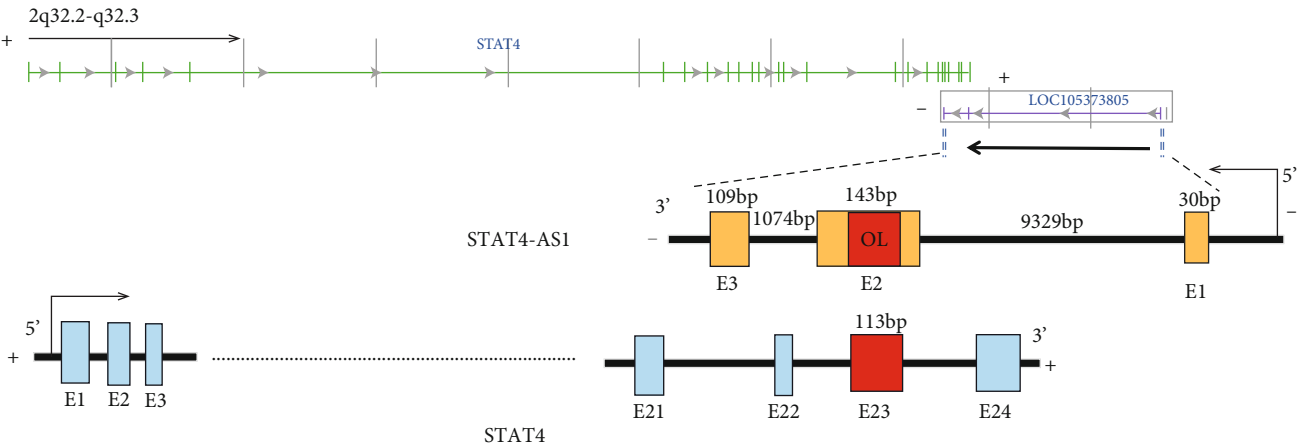 2q32.2-q32.3
+
STAT4
+
LOC105373805
−
5’
3’
109bp
1074bp
143bp
9329bp
30bp
−
STAT4-AS1
−
OL
E3
E2
E1
5’
113bp
3’
+
+
E1
E2
E3
E21
E22
E23
E24
STAT4